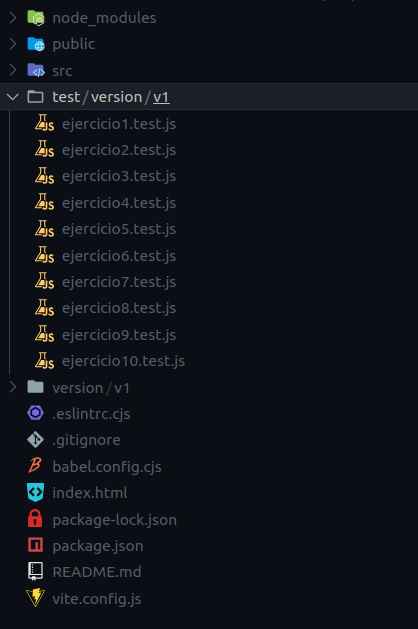 node_modules
public
src
test/version/v1
ejercicio1.test.js
ejercicio2.test.js
ejercicio3.test.js
ejercicio4.test.js
ejercicio5.test.js
ejercicio6.test.js
ejercicio7.test.js
ejercicio8.test.js
ejercicio9.test.js
ejercicio10.test.js
version/v1
.eslintrc.cjs
.gitignore
babel.config.cjs
index.html
package-lock.json
package.json
README.md
vite.config.js